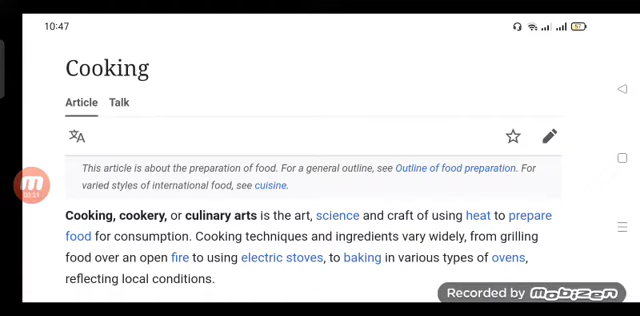 10:47
57
Cooking
Article Talk
This article is about the preparation of food. For a general outline, see Outline of food preparation. For
varied styles of international food, see cuisine.
00:31
Cooking, cookery, or culinary arts is the art, science and craft of using heat to prepare
food for consumption. Cooking techniques and ingredients vary widely, from grilling
food over an open fire to using electric stoves, to baking in various types of ovens,
reflecting local conditions.
Recorded by MOBIZEN